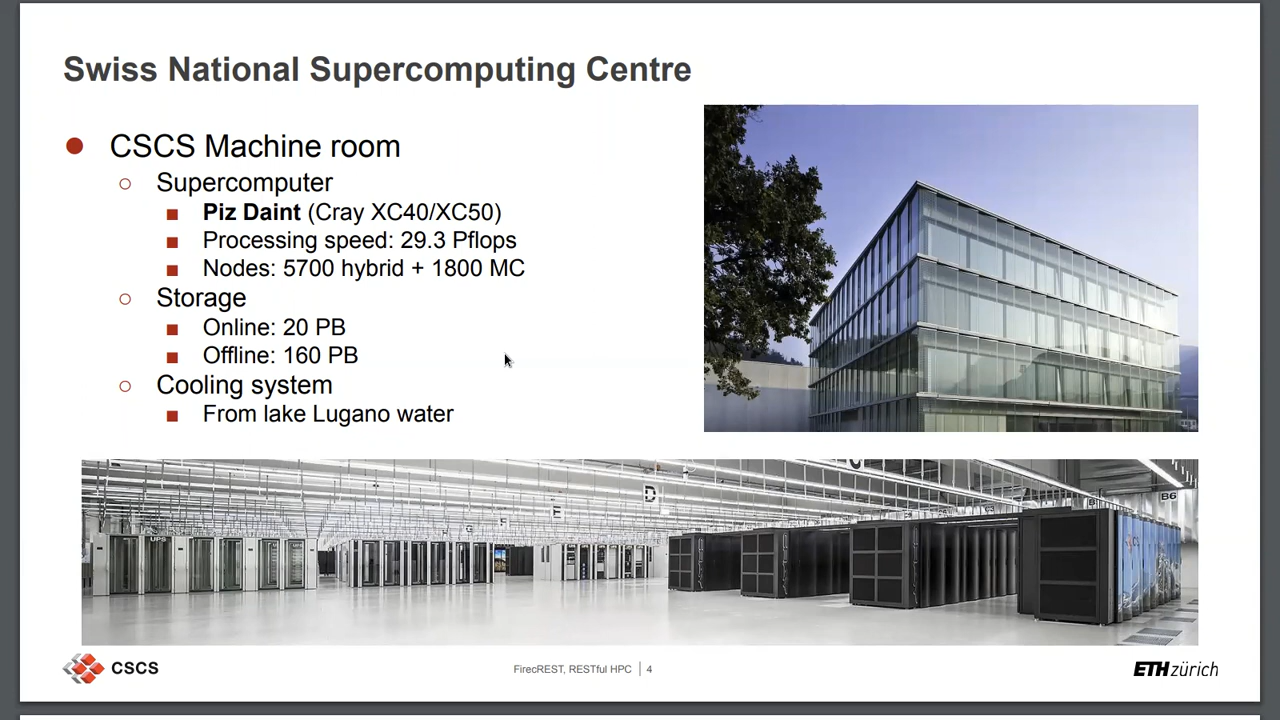 Swiss National Supercomputing Centre
CSCS Machine room
Supercomputer
Piz Daint (Cray XC40/XC50)
Processing speed: 29.3 Pflops
Nodes: 5700 hybrid + 1800 MC
Storage
Online: 20 PB
Offline: 160 PB
Cooling system
From lake Lugano water
D
E
F
UPS
B6
CSCS
FirecREST, RESTful HPC | 4
ETH zürich